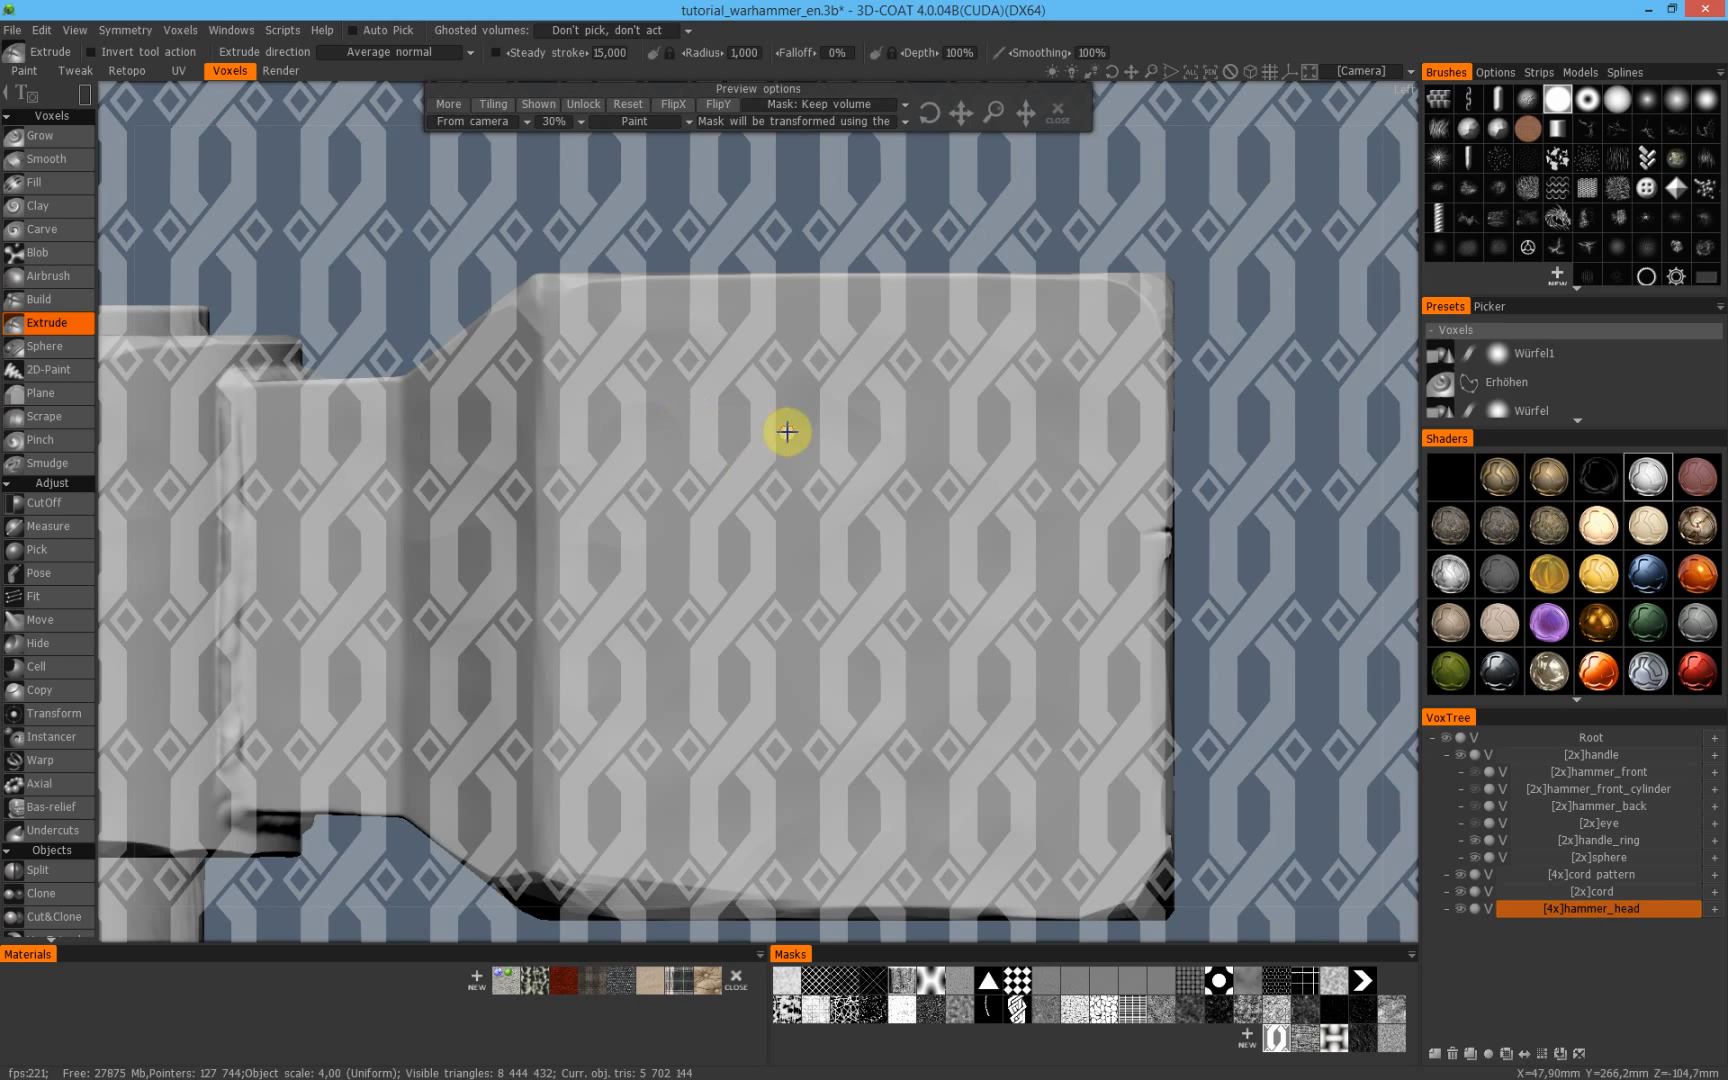 tutorial_warhammer_en.3b* - 3D-COAT 4.0.04B(CUDA)(DX64)
File Edit View Symmetry Voxels Windows Scripts Help Auto Pick Ghosted volumes: Don't pick, don't act
Extrude Invert tool action Extrude direction Average normal Steady stroke 15,000 Radius 1,000 Falloff 0% Depth 100% Smoothing 100%
Paint Tweak Retopo UV Voxels Render [Camera]
Left
Preview options
More Tiling Shown Unlock Reset FlipX FlipY Mask: Keep volume
From camera 30% Paint Mask will be transformed using the
CLOSE
Voxels
Grow
Smooth
Fill
Clay
Carve
Blob
Airbrush
Build
Extrude
Sphere
2D-Paint
Plane
Scrape
Pinch
Smudge
Adjust
CutOff
Measure
Pick
Pose
Fit
Move
Hide
Cell
Copy
Transform
Instancer
Warp
Axial
Bas-relief
Undercuts
Objects
Split
Clone
Cut&Clone
Brushes Options Strips Models Splines
NEW
Presets Picker
- Voxels
Würfel1
Erhöhen
Würfel
Shaders
VoxTree
Root
[2x]handle
[2x]hammer_front
[2x]hammer_front_cylinder
[2x]hammer_back
[2x]eye
[2x]handle_ring
[2x]sphere
[4x]cord pattern
[2x]cord
[4x]hammer_head
Materials
NEW
CLOSE
Masks
NEW
fps:221; Free: 27875 Mb,Pointers: 127 744;Object scale: 4,00 (Uniform); Visible triangles: 8 444 432; Curr. obj. tris: 5 702 144
X=47,90mm Y=266,2mm Z=-104,7mm